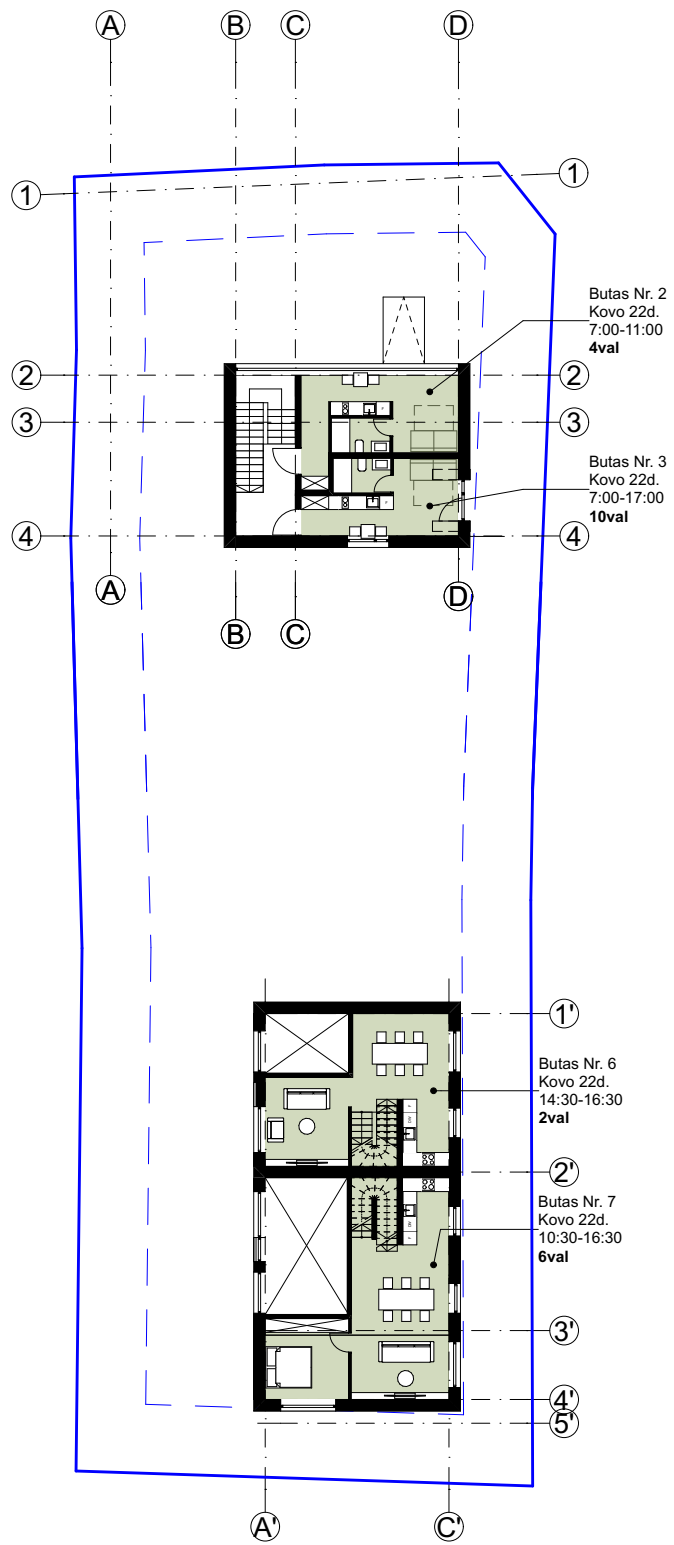 A
B
C
D
1
1
Butas Nr. 2
Kovo 22d.
7:00-11:00
4val
2
2
3
3
Butas Nr. 3
Kovo 22d.
7:00-17:00
10val
4
4
A
D
B
C
1'
Butas Nr. 6
Kovo 22d.
14:30-16:30
2val
2'
Butas Nr. 7
Kovo 22d.
10:30-16:30
6val
3'
4'
5'
A'
C'